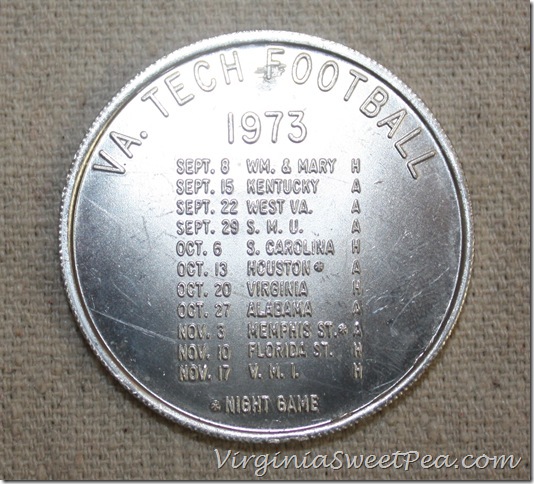 VA. TECH FOOTBALL
1973
SEPT. 8 WM. & MARY H
SEPT. 15 KENTUCKY A
SEPT. 22 WEST VA. A
SEPT. 29 S. M. U. A
OCT. 6 S. CAROLINA H
OCT. 13 HOUSTON * A
OCT. 20 VIRGINIA H
OCT. 27 ALABAMA A
NOV. 3 MEMPHIS ST.* A
NOV. 10 FLORIDA ST. H
NOV. 17 V. M. I. H
* NIGHT GAME
VirginiaSweetPea.com